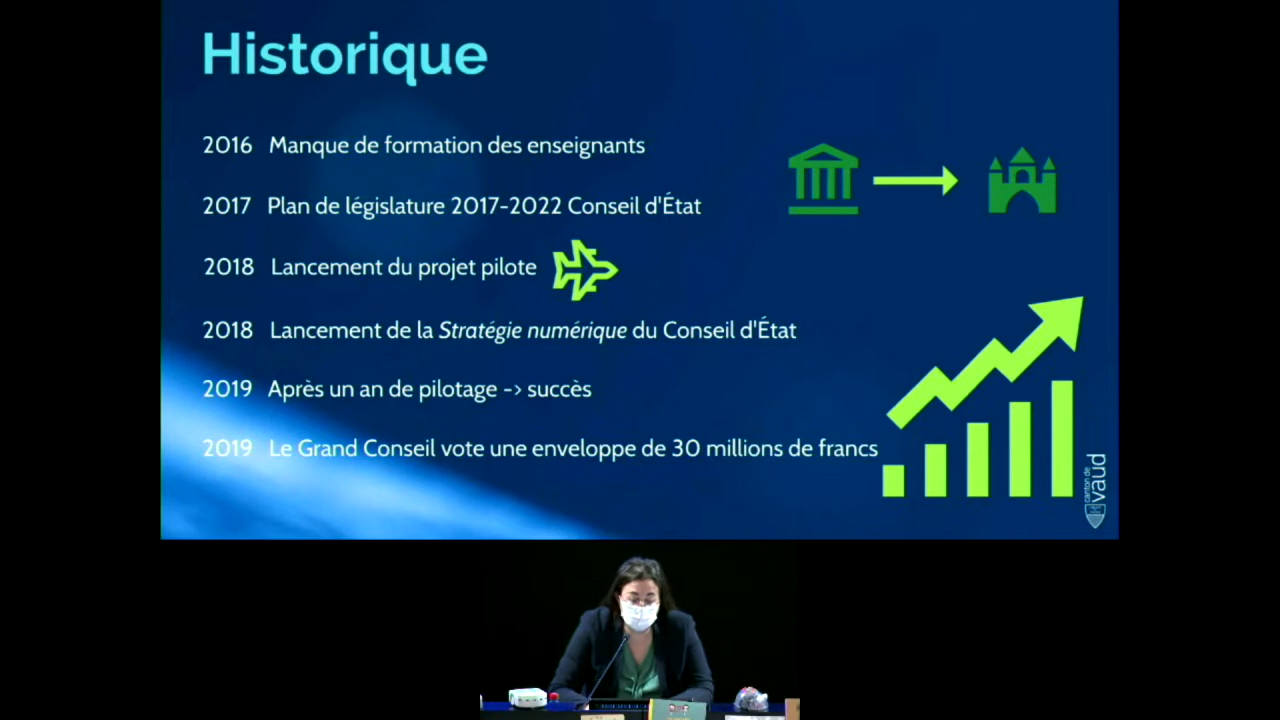 Historique
2016 Manque de formation des enseignants
2017 Plan de législature 2017-2022 Conseil d'État
2018 Lancement du projet pilote
2018 Lancement de la Stratégie numérique du Conseil d'État
2019 Après un an de pilotage -> succès
2019 Le Grand Conseil vote une enveloppe de 30 millions de francs
canton de
vaud